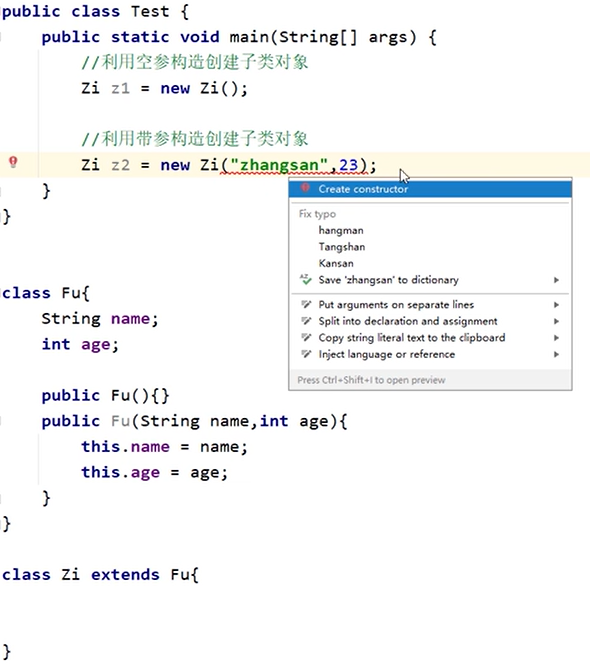 public class Test {
public static void main(String[] args) {
//利用空参构造创建子类对象
Zi z1 = new Zi();
//利用带参构造创建子类对象
Zi z2 = new Zi("zhangsan",23);
}
}
Create constructor
Fix typo
hangman
Tangshan
Kansan
Save 'zhangsan' to dictionary
Put arguments on separate lines
Split into declaration and assignment
Copy string literal text to the clipboard
Inject language or reference
Press Ctrl+Shift+I to open preview
class Fu{
String name;
int age;
public Fu(){}
public Fu(String name,int age){
this.name = name;
this.age = age;
}
}
class Zi extends Fu{
}